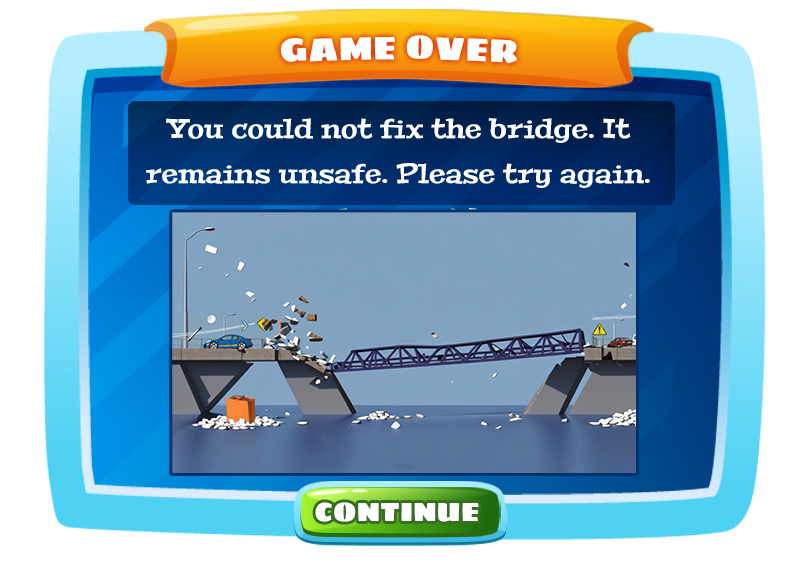 GAME OVER
You could not fix the bridge. It
remains unsafe. Please try again.
CONTINUE